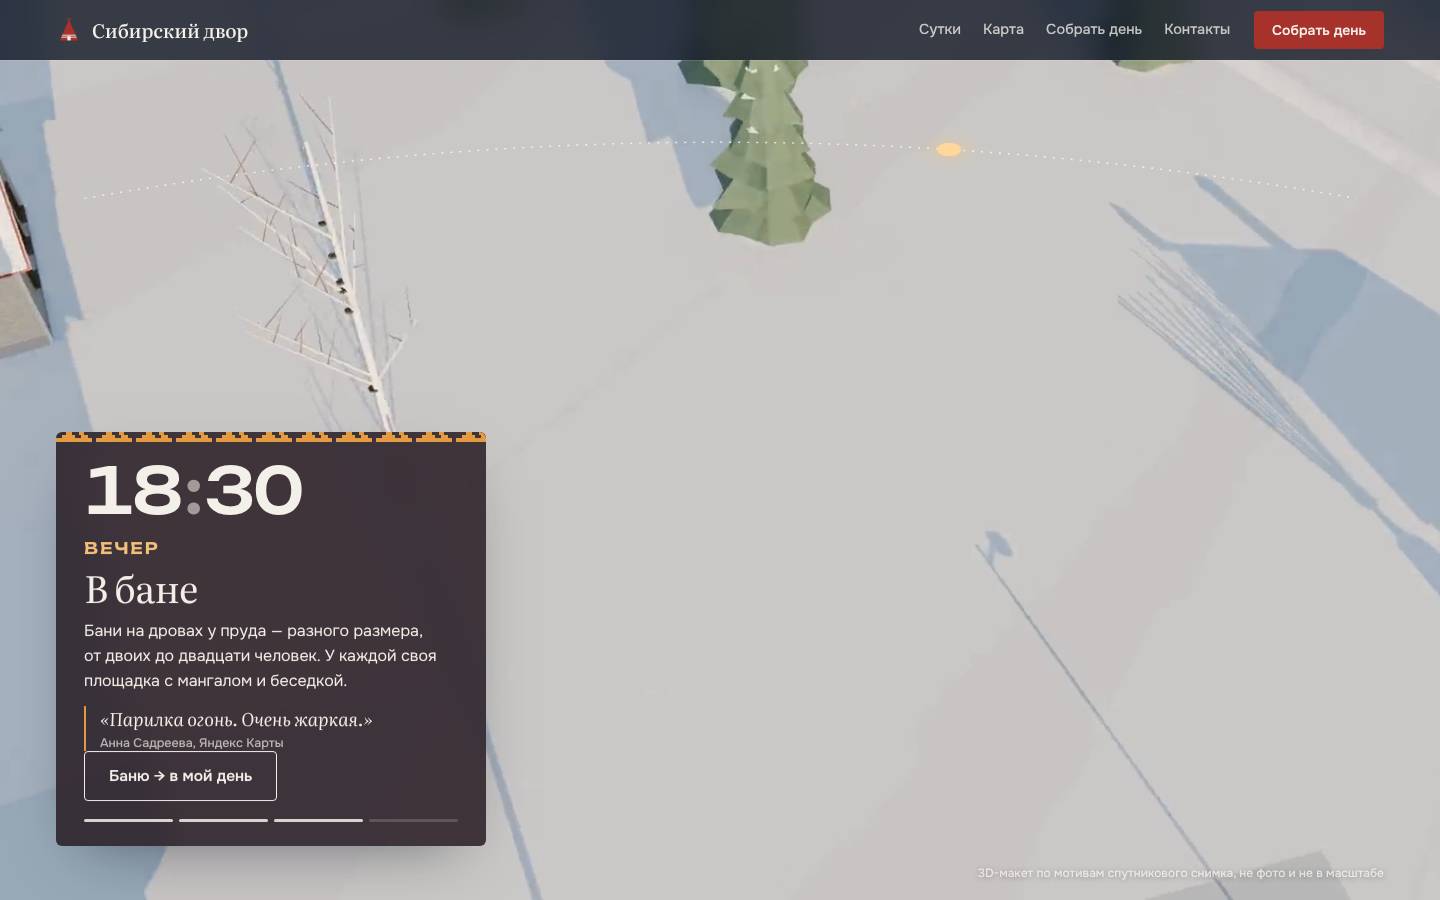 Сибирский двор
Сутки
Карта
Собрать день
Контакты
Собрать день
18:30
ВЕЧЕР
В бане
Бани на дровах у пруда — разного размера,
от двоих до двадцати человек. У каждой своя
площадка с мангалом и беседкой.
«Парилка огонь. Очень жаркая.»
Анна Садреева, Яндекс Карты
Баню → в мой день
3D-макет по мотивам спутникового снимка, не фото и не в масштабе